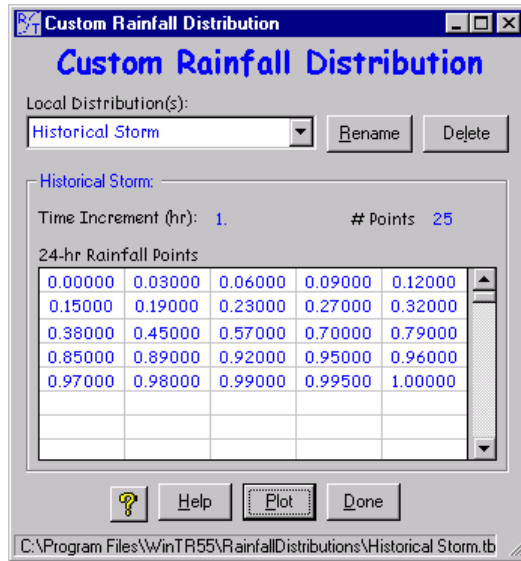 Custom Rainfall Distribution
Custom Rainfall Distribution
Local Distribution(s):
Historical Storm
Rename
Delete
Historical Storm:
Time Increment (hr): 1. # Points 25
24-hr Rainfall Points
0.00000 0.03000 0.06000 0.09000 0.12000
0.15000 0.19000 0.23000 0.27000 0.32000
0.38000 0.45000 0.57000 0.70000 0.79000
0.85000 0.89000 0.92000 0.95000 0.96000
0.97000 0.98000 0.99000 0.99500 1.00000
? Help Plot Done
C:\Program Files\WinTR55\RainfallDistributions\Historical Storm.tb